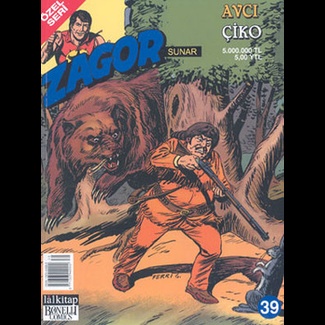 ÖZEL
SERİ
ZAGOR
SUNAR
AVCI
ÇİKO
5.000.000-TL
5,00 YTL
FERRI G.
lâl kitap
BONELLI
COMICS
39